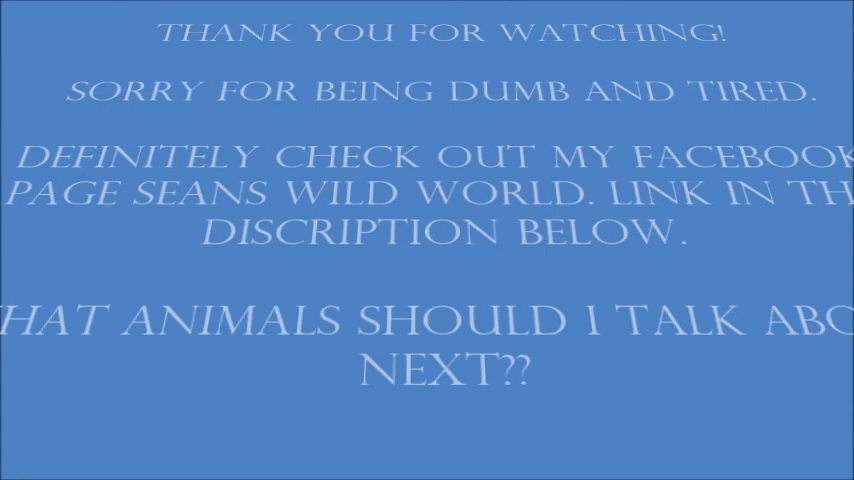 THANK YOU FOR WATCHING!
SORRY FOR BEING DUMB AND TIRED.
DEFINITELY CHECK OUT MY FACEBOOK
PAGE SEANS WILD WORLD. LINK IN TH
DISCRIPTION BELOW.
HAT ANIMALS SHOULD I TALK ABO
NEXT??